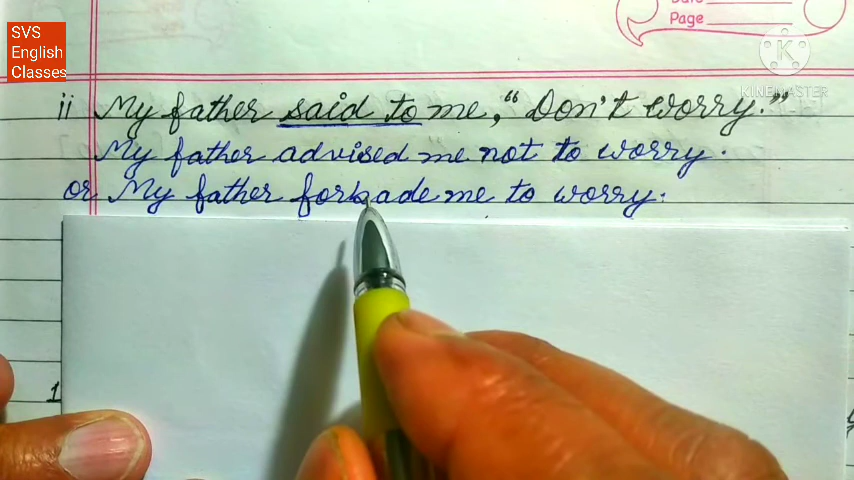 SVS
English
Classes
Page
KINEMASTER
ii My father said to me, "Don't worry."
My father advised me not to worry.
or My father forbade me to worry.
1